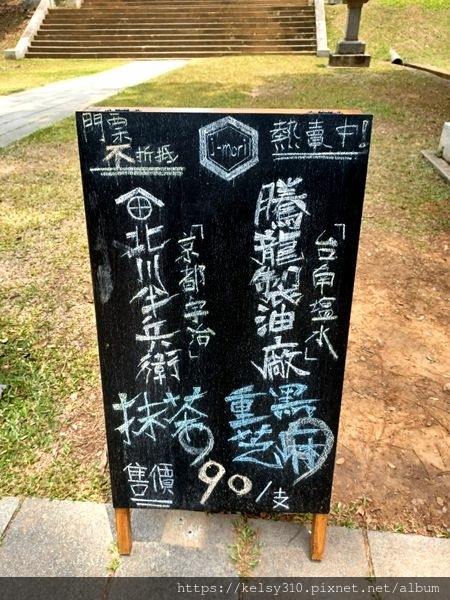 門票
不折抵
J-mori
熱賣中!
騰龍製油廠
「台南塩水」
重黑芝麻
北川半兵衛
「京都宇治」
抹茶
售價
90/支
https://kelsy310.pixnet.net/album